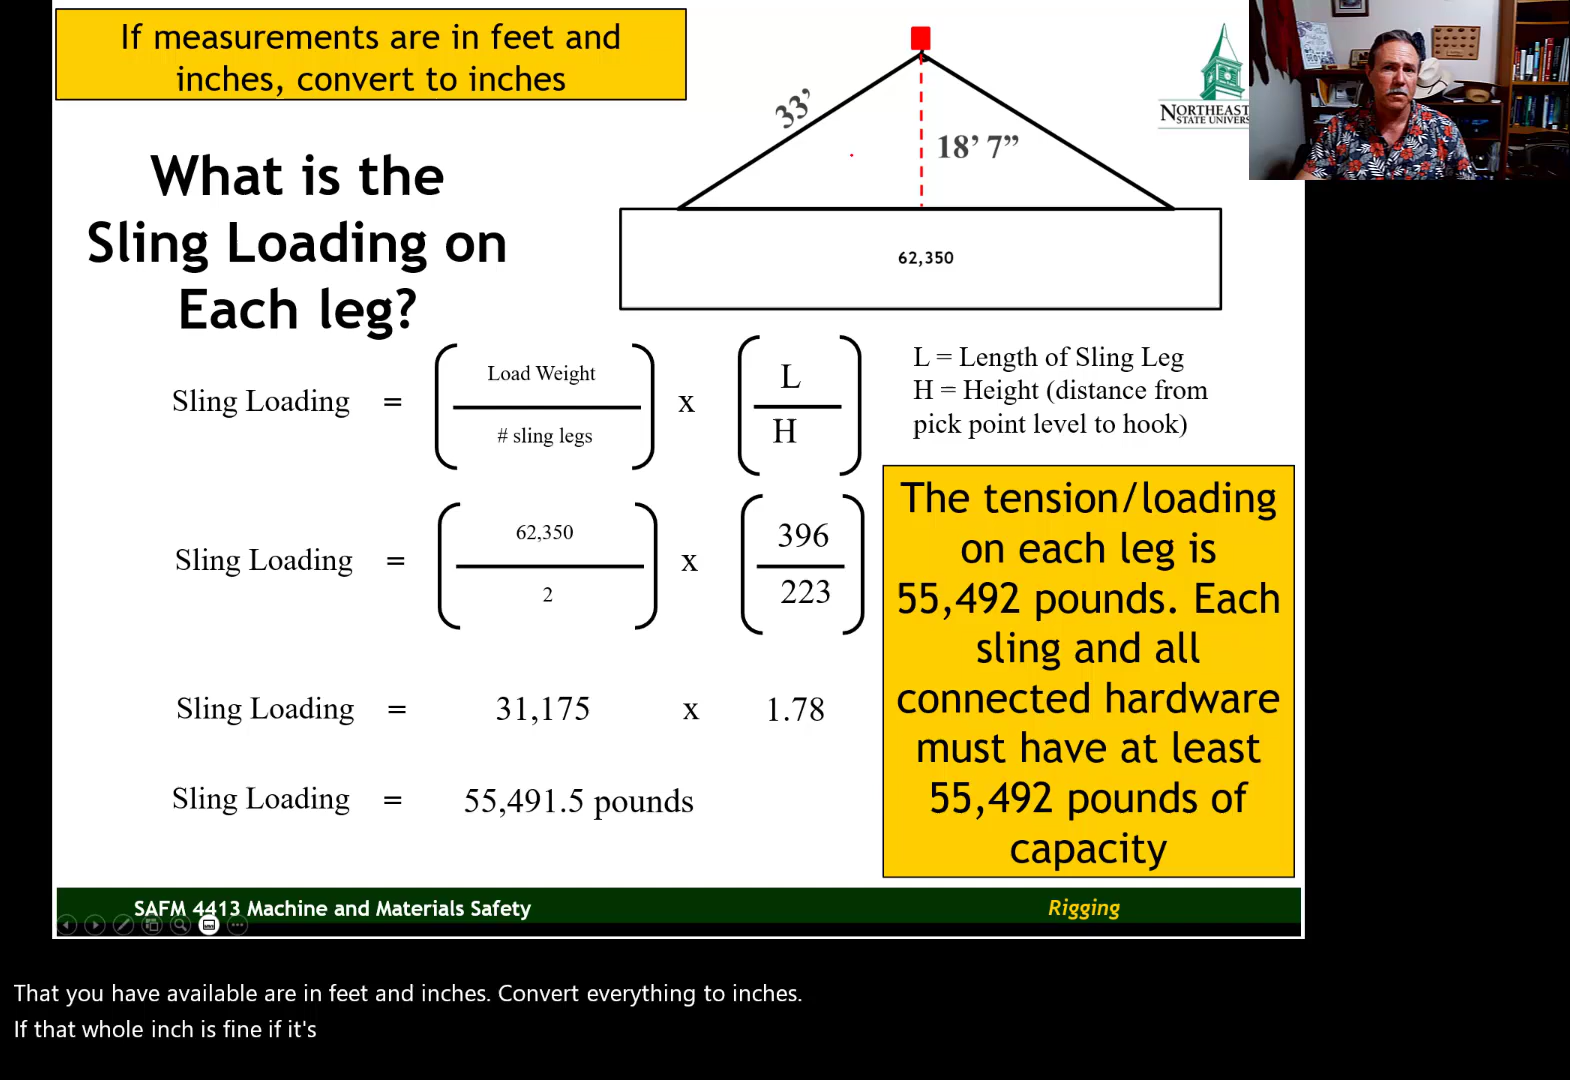 If measurements are in feet and
inches, convert to inches
33’
18’ 7”
NORTHEAST
STATE UNIVERS
62,350
What is the
Sling Loading on
Each leg?
Sling Loading = Load Weight x L
# sling legs H
L = Length of Sling Leg
H = Height (distance from
pick point level to hook)
Sling Loading = 62,350 x 396
2 223
Sling Loading = 31,175 x 1.78
Sling Loading = 55,491.5 pounds
The tension/loading
on each leg is
55,492 pounds. Each
sling and all
connected hardware
must have at least
55,492 pounds of
capacity
SAFM 4413 Machine and Materials Safety
Rigging
That you have available are in feet and inches. Convert everything to inches.
If that whole inch is fine if it's